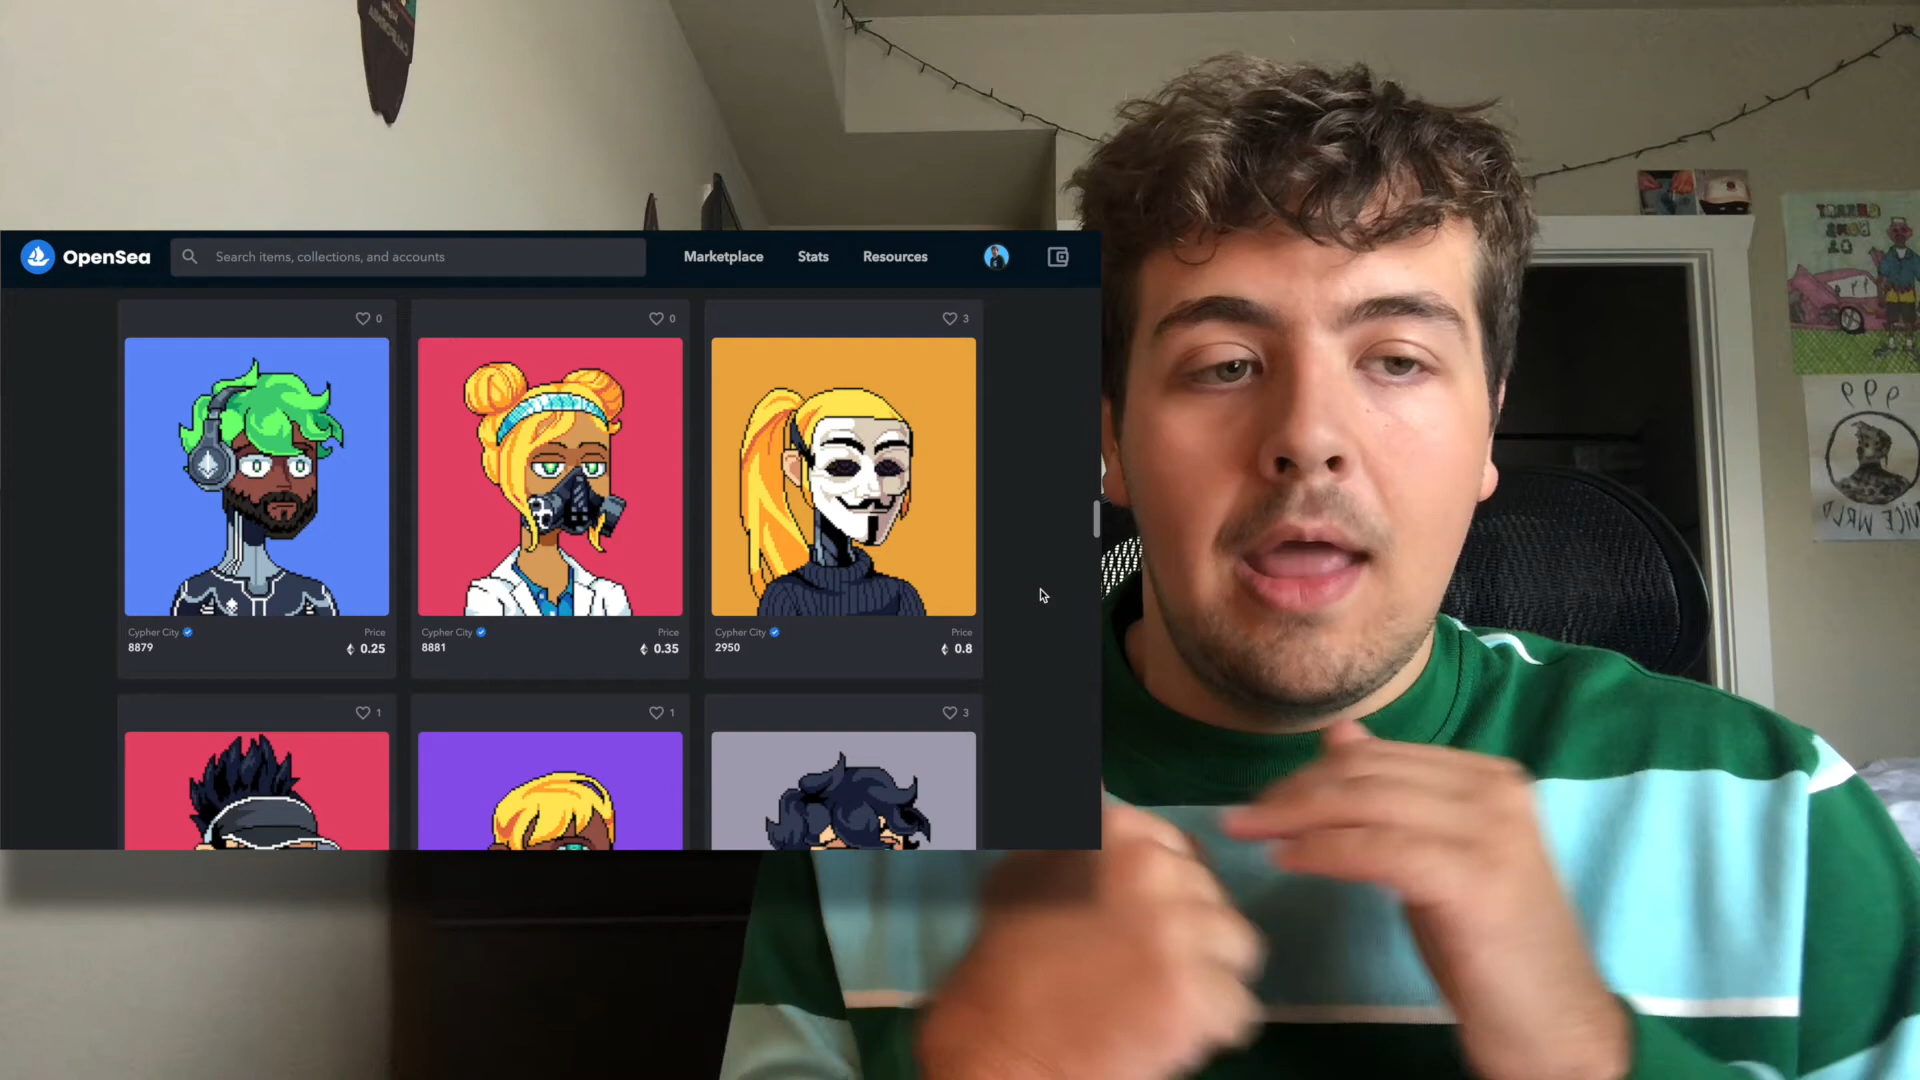 OpenSea
Search items, collections, and accounts
Marketplace
Stats
Resources
0
0
3
Cypher City
Price
8879
0.25
Cypher City
Price
8881
0.35
Cypher City
Price
2950
0.8
1
1
3
999